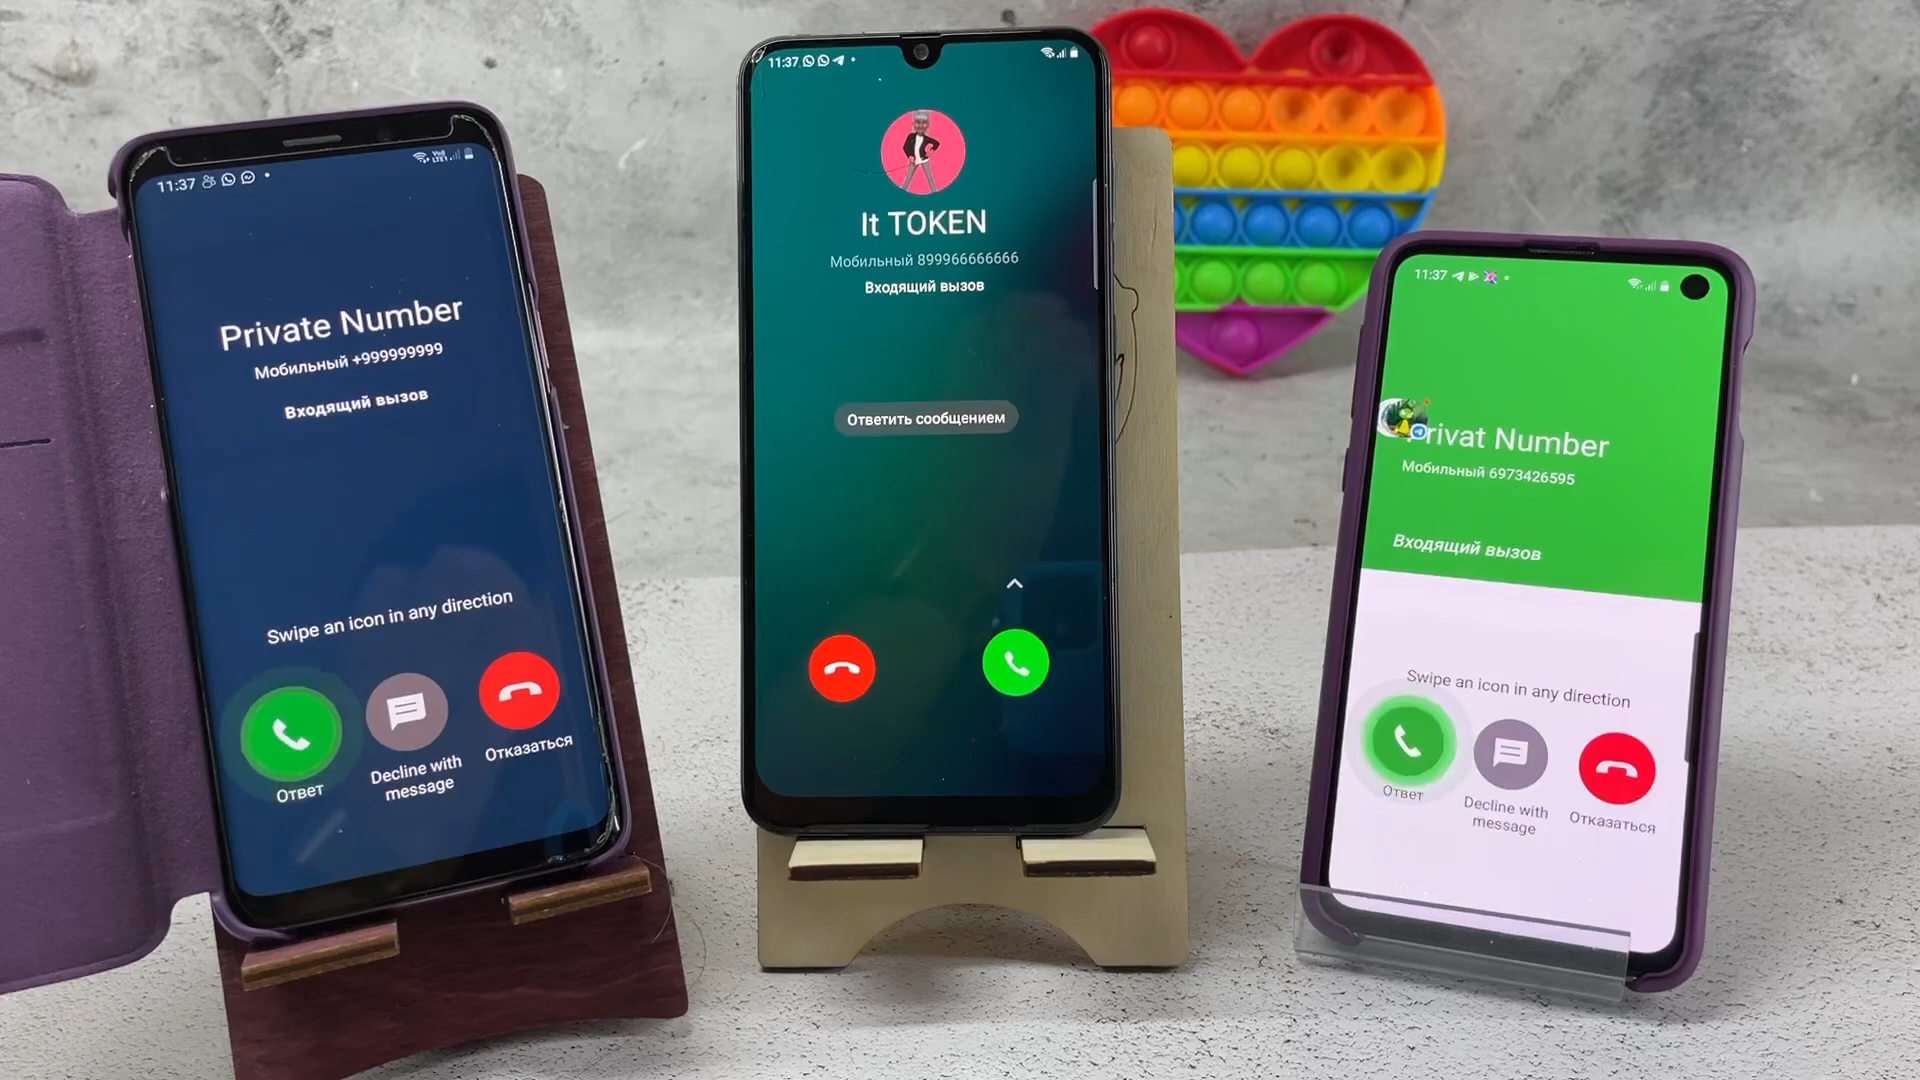 11:37
VoJ)
LTE1
Private Number
Мобильный +999999999
Входящий вызов
Swipe an icon in any direction
Ответ
Decline with
message
Отказаться
11:37
It TOKEN
Мобильный 899966666666
Входящий вызов
Ответить сообщением
11:37
rivat Number
Мобильный 6973426595
Входящий вызов
Swipe an icon in any direction
Ответ
Decline with
message
Отказаться